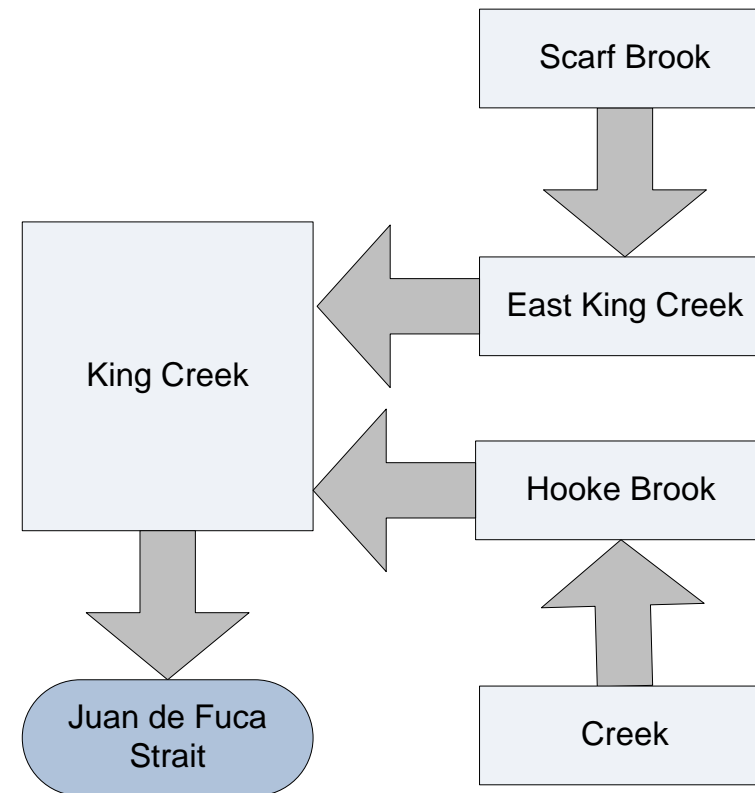 Scarf Brook
East King Creek
King Creek
Hooke Brook
Juan de Fuca
Strait
Creek